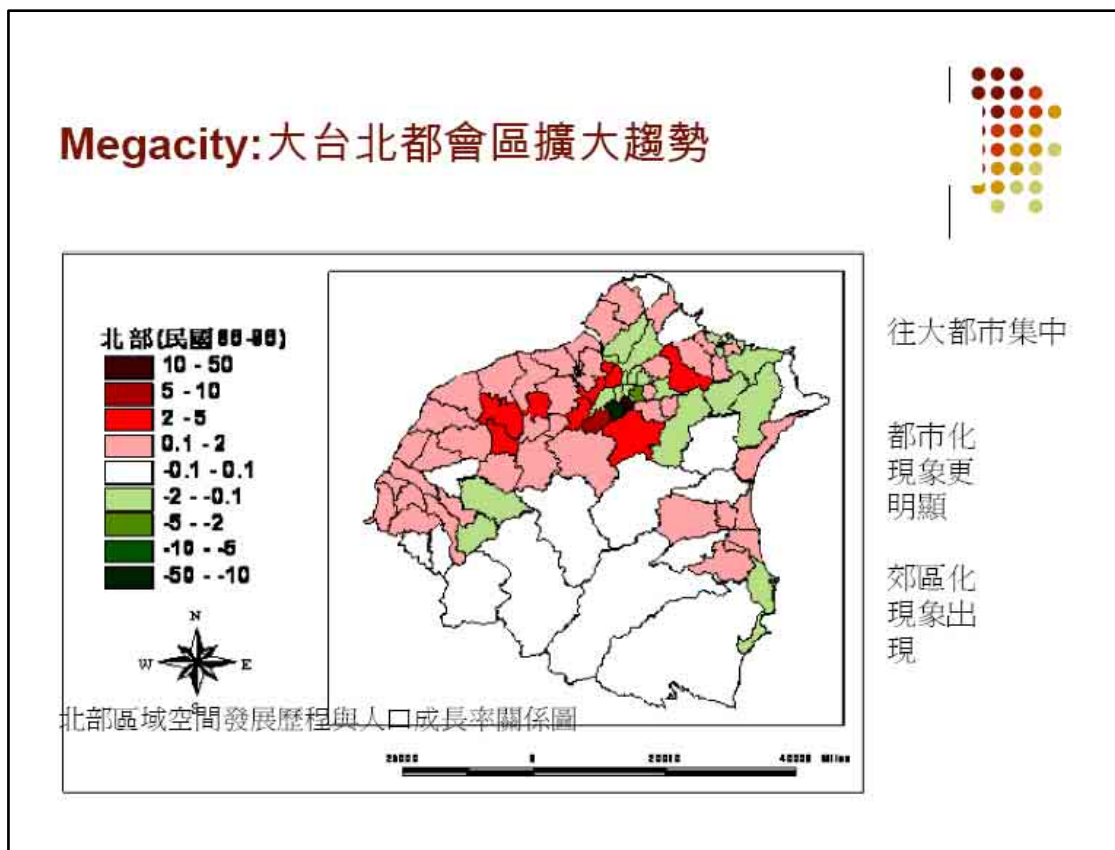 Megacity:大台北都會區擴大趨勢
北部(民國
10 - 50
5 - 10
2 - 5
0.1 - 2
-0.1 - 0.1
-2 - -0.1
-5 - -2
-10 - -5
-50 - -10
N
W
E
S
北部區域空間發展歷程與人口成長率關係圖
0
20000
40000 Miles
往大都市集中
都市化
現象更
明顯
郊區化
現象出
現